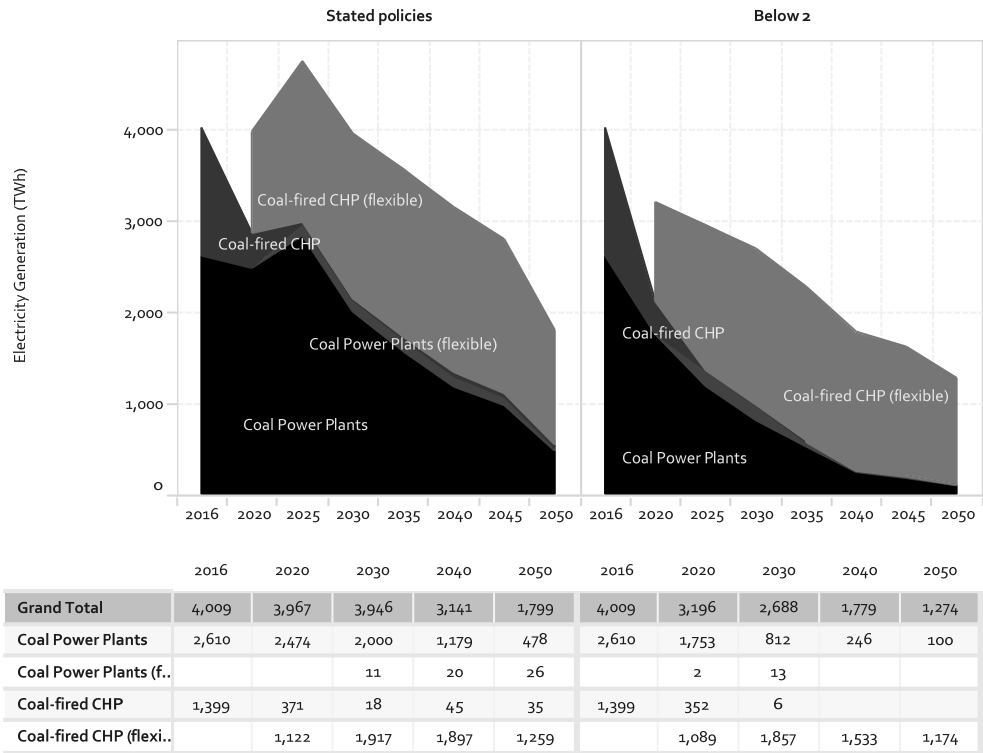 Stated policies Below 2
Electricity Generation (TWh)
4,000
3,000
2,000
1,000
0
Coal-fired CHP (flexible)
Coal-fired CHP
Coal Power Plants (flexible)
Coal Power Plants
Coal-fired CHP
Coal-fired CHP (flexible)
Coal Power Plants
2016 2020 2025 2030 2035 2040 2045 2050 2016 2020 2025 2030 2035 2040 2045 2050
2016 2020 2030 2040 2050 2016 2020 2030 2040 2050
Grand Total 4,009 3,967 3,946 3,141 1,799 4,009 3,196 2,688 1,779 1,274
Coal Power Plants 2,610 2,474 2,000 1,179 478 2,610 1,753 812 246 100
Coal Power Plants (f.. 11 20 26 2 13
Coal-fired CHP 1,399 371 18 45 35 1,399 352 6
Coal-fired CHP (flexi.. 1,122 1,917 1,897 1,259 1,089 1,857 1,533 1,174